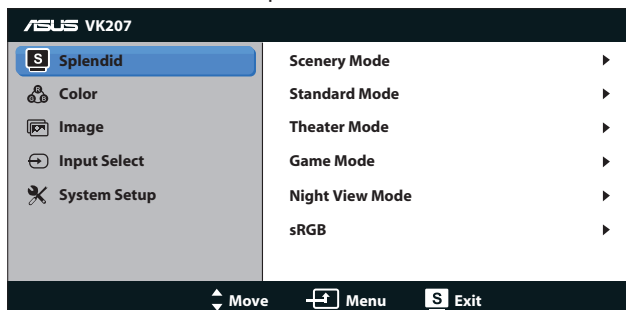 ASUS VK207
S Splendid
Color
Image
Input Select
System Setup
Scenery Mode
Standard Mode
Theater Mode
Game Mode
Night View Mode
sRGB
Move Menu S Exit